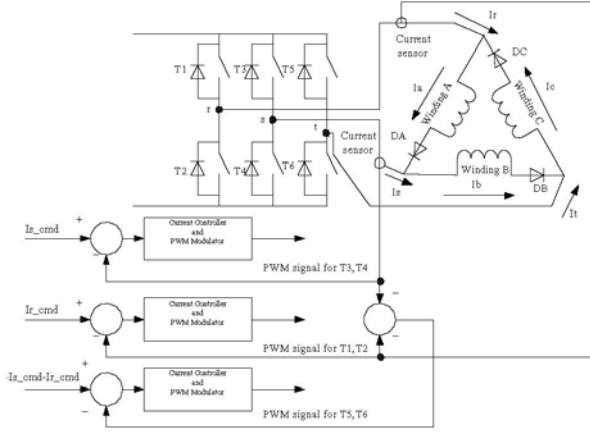 Ir
Current
sensor
DC
T1
T3
T5
Ia
Winding A
Winding C
Ic
r
s
t
Current
sensor
DA
T2
T4
T6
Winding B
DB
Is
Ib
It
Is_cmd
+
−
Current Controller
and
PWM Modulator
PWM signal for T3,T4
Ir_cmd
+
−
Current Controller
and
PWM Modulator
PWM signal for T1,T2
−
−
-Is_cmd-Ir_cmd
+
−
Current Controller
and
PWM Modulator
PWM signal for T5,T6